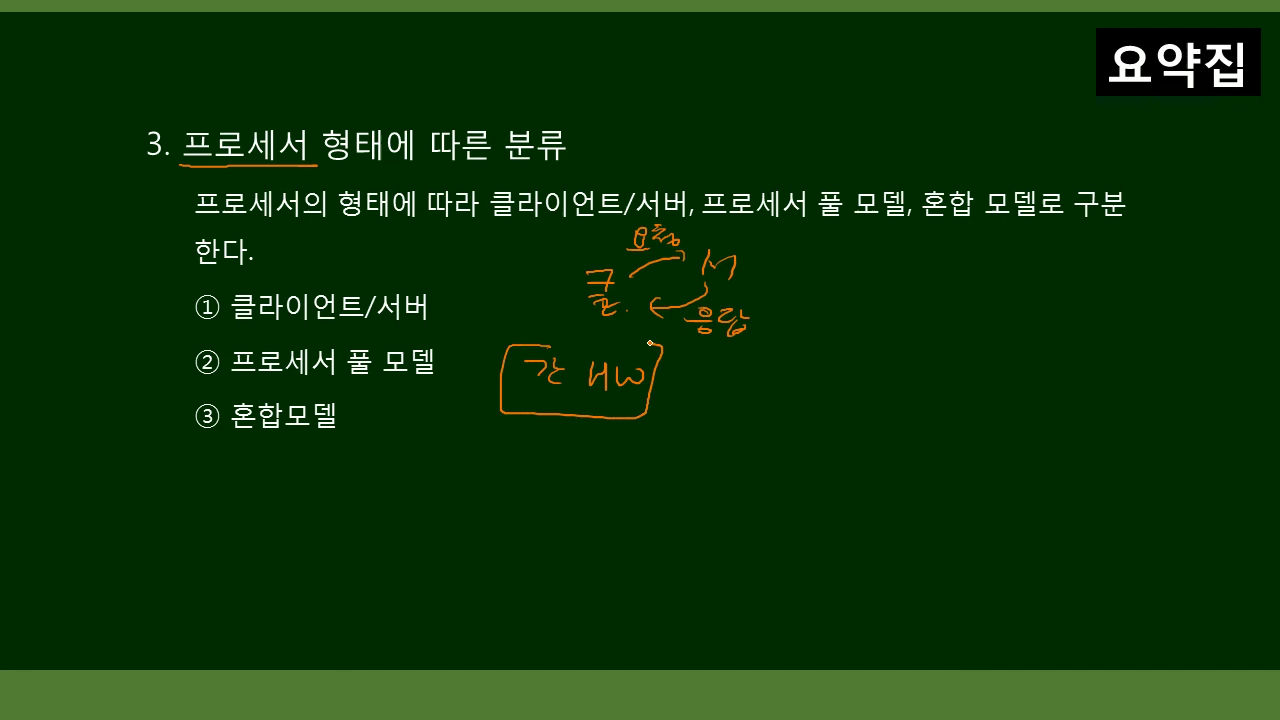 요약집
3. 프로세서 형태에 따른 분류
프로세서의 형태에 따라 클라이언트/서버, 프로세서 풀 모델, 혼합 모델로 구분
한다.
요청
클 서
응답
① 클라이언트/서버
② 프로세서 풀 모델
각 HW
③ 혼합모델